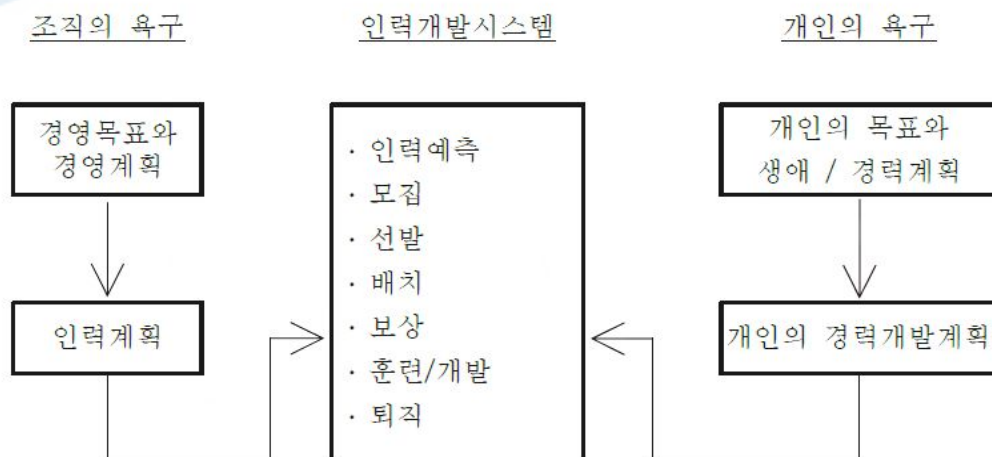 조직의 욕구
인력개발시스템
개인의 욕구
경영목표와
경영계획
인력계획
· 인력예측
· 모집
· 선발
· 배치
· 보상
· 훈련/개발
· 퇴직
개인의 목표와
생애 / 경력계획
개인의 경력개발계획